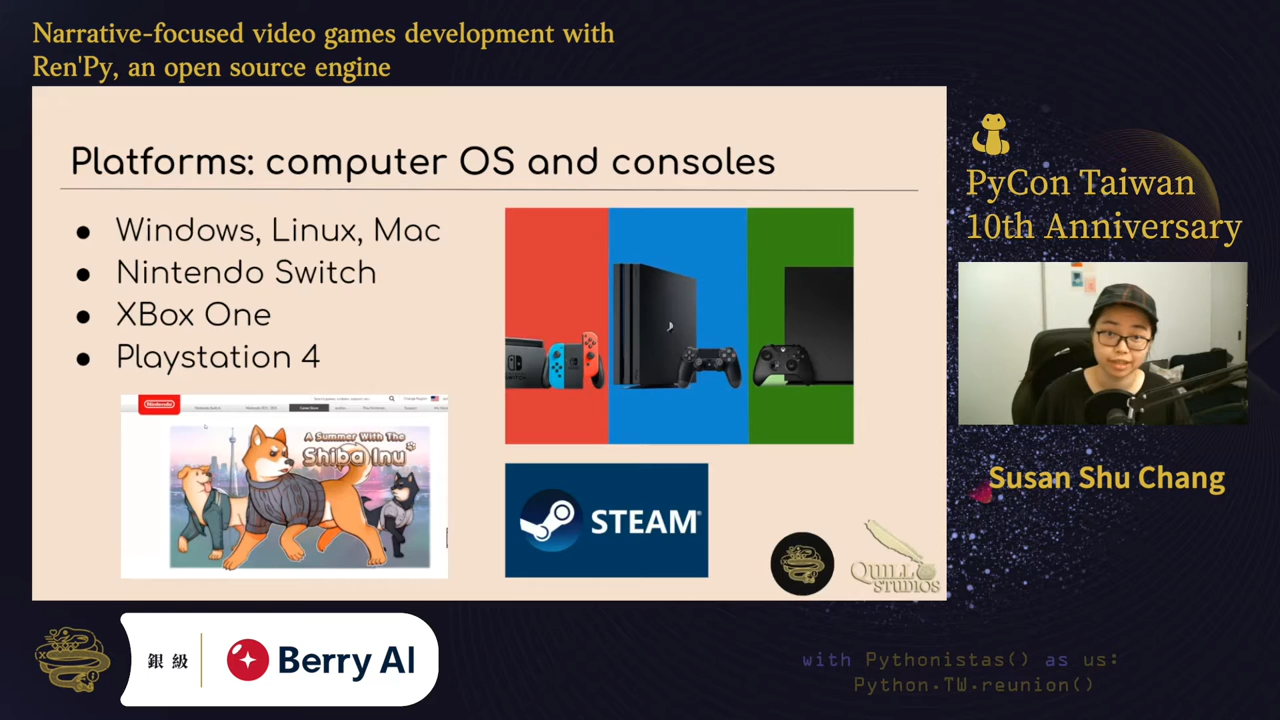 Narrative-focused video games development with
Ren'Py, an open source engine
Platforms: computer OS and consoles
● Windows, Linux, Mac
● Nintendo Switch
● XBox One
● Playstation 4
Nintendo
A Summer With The
Shiba Inu
STEAM®
QUILL
STUDIOS
PyCon Taiwan
10th Anniversary
Susan Shu Chang
銀級
Berry AI
with Pythonistas() as us:
Python.TW.reunion()